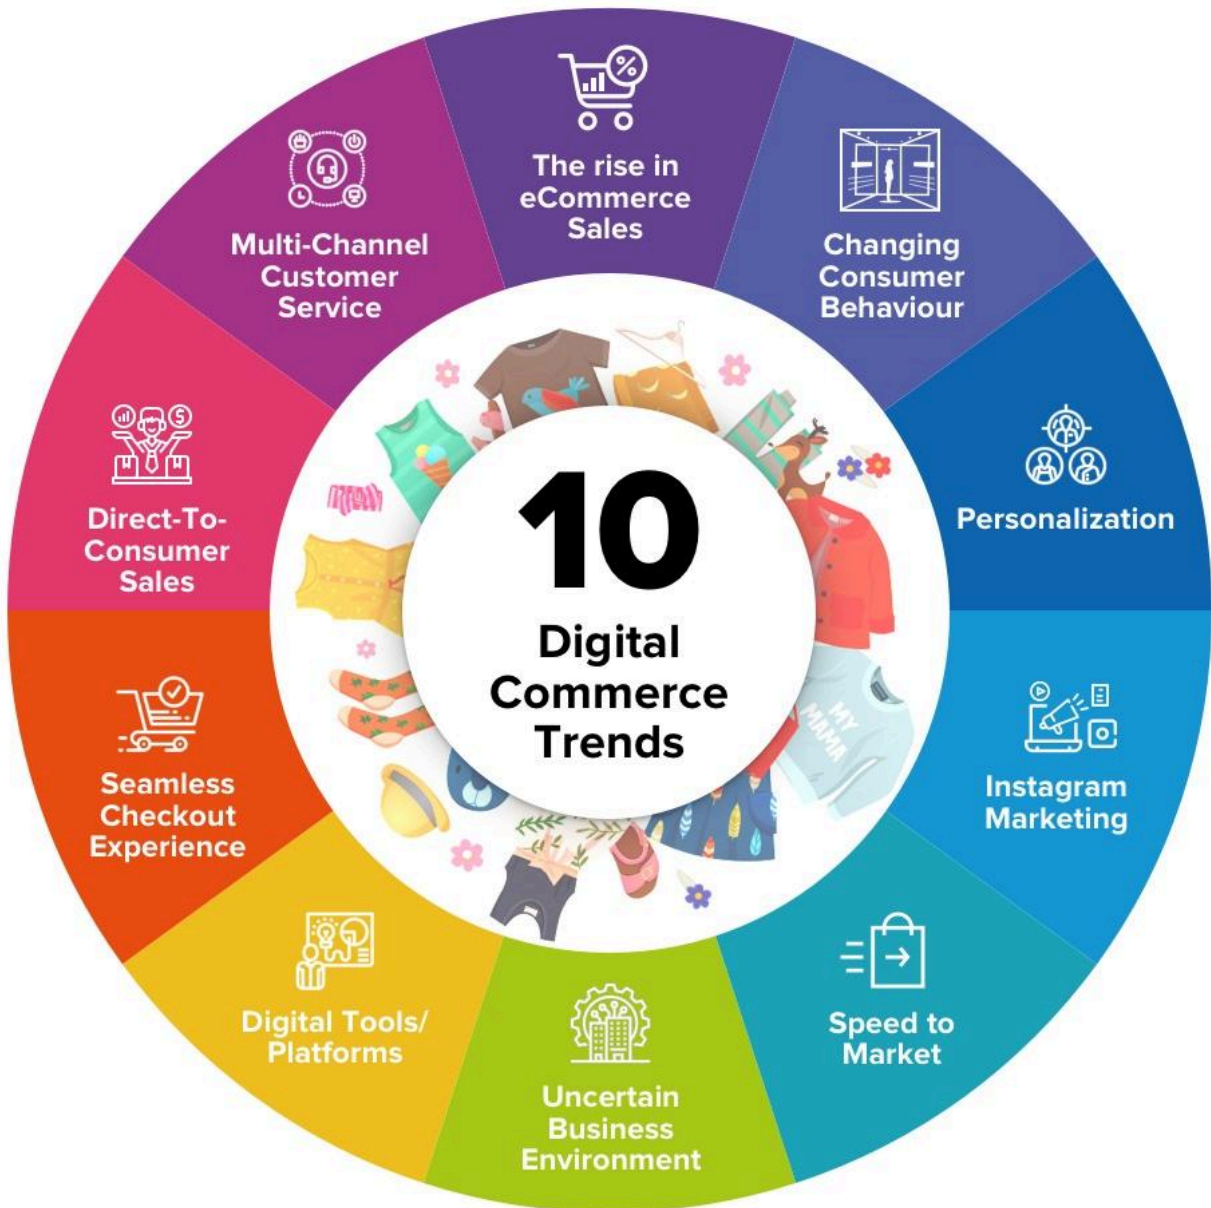 10
Digital
Commerce
Trends
The rise in
eCommerce
Sales
Changing
Consumer
Behaviour
Personalization
Instagram
Marketing
Speed to
Market
Uncertain
Business
Environment
Digital Tools/
Platforms
Seamless
Checkout
Experience
Direct-To-
Consumer
Sales
Multi-Channel
Customer
Service
MY
MAMA